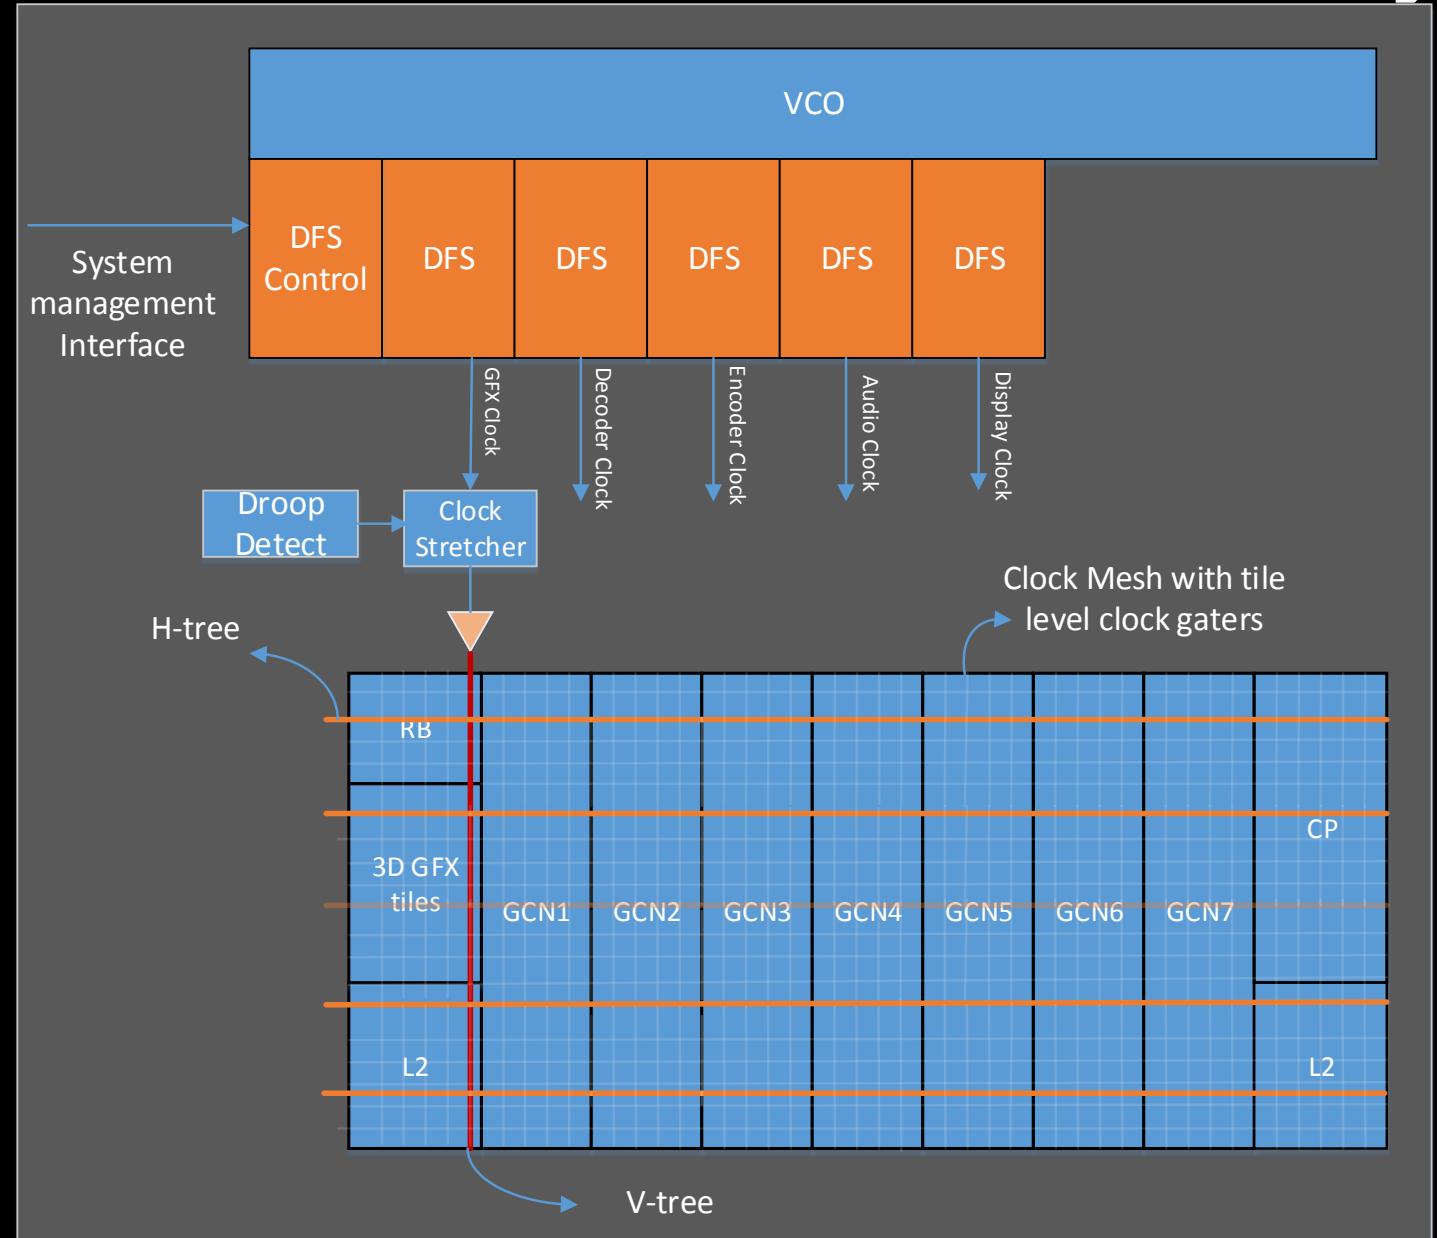 VCO
DFS
Control
DFS
DFS
DFS
DFS
DFS
System
management
Interface
GFX Clock
Decoder Clock
Encoder Clock
Audio Clock
Display Clock
Droop
Detect
Clock
Stretcher
Clock Mesh with tile
level clock gaters
H-tree
RB
CP
3D GFX
tiles
GCN1
GCN2
GCN3
GCN4
GCN5
GCN6
GCN7
L2
L2
V-tree